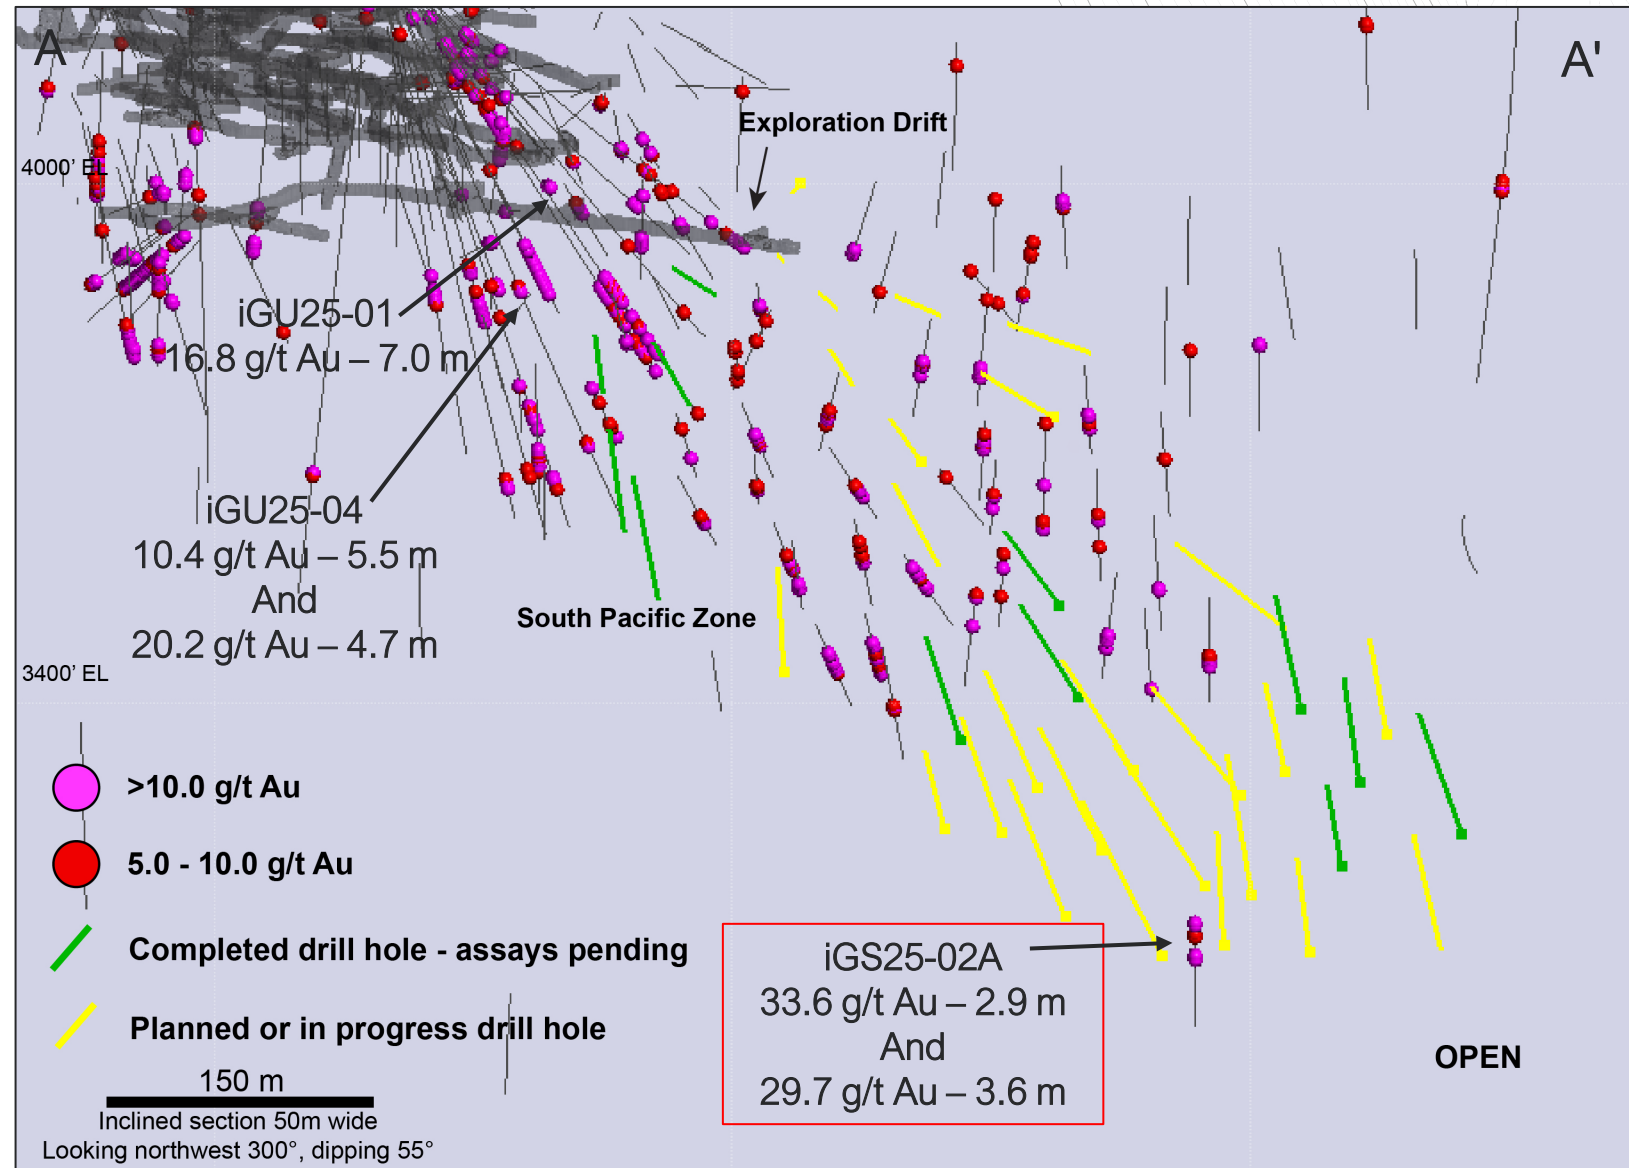 A
A'
Exploration Drift
4000' EL
iGU25-01
16.8 g/t Au – 7.0 m
iGU25-04
10.4 g/t Au – 5.5 m
And
20.2 g/t Au – 4.7 m
South Pacific Zone
3400' EL
>10.0 g/t Au
5.0 - 10.0 g/t Au
Completed drill hole - assays pending
Planned or in progress drill hole
150 m
Inclined section 50m wide
Looking northwest 300°, dipping 55°
iGS25-02A
33.6 g/t Au – 2.9 m
And
29.7 g/t Au – 3.6 m
OPEN